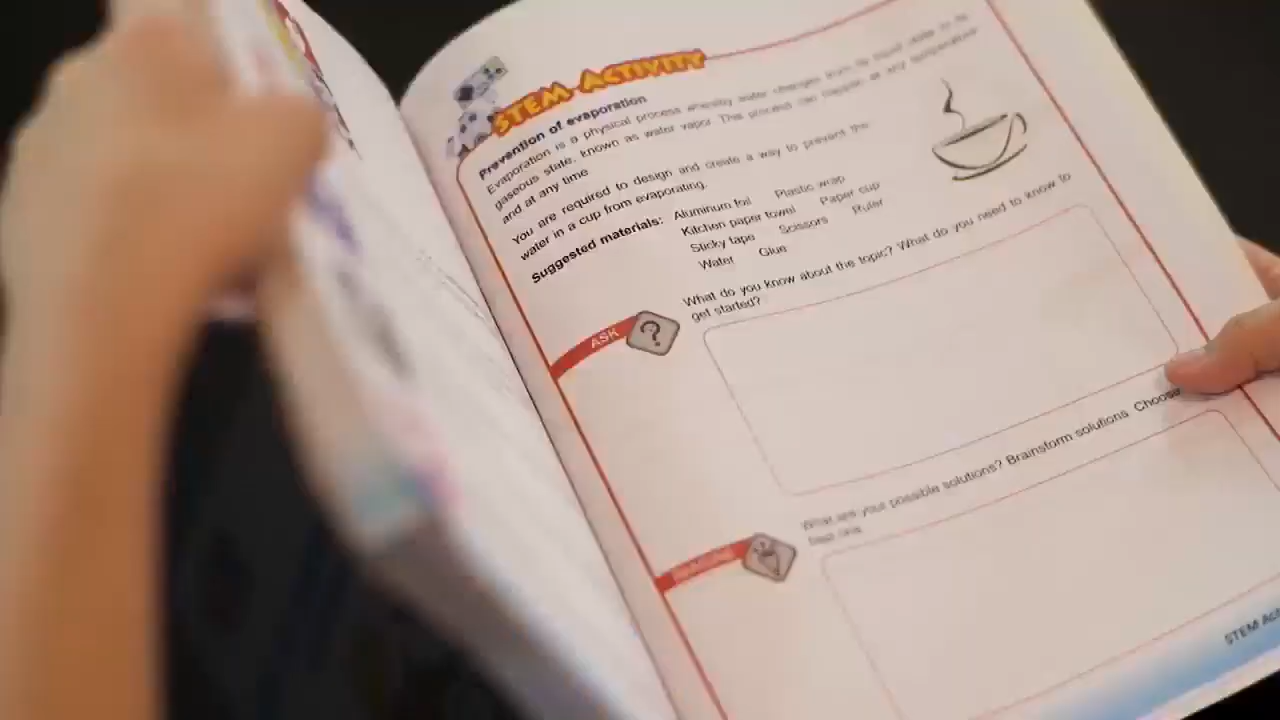 STEM ACTIVITY
Prevention of evaporation
Evaporation is a physical process whereby water changes from its liquid state to its
gaseous state, known as water vapor. This process can happen at any temperature
and at any time
You are required to design and create a way to prevent the
water in a cup from evaporating.
Suggested materials: Aluminum foil Plastic wrap
Kitchen paper towel Paper cup
Sticky tape Scissors Ruler
Water Glue
ASK
What do you know about the topic? What do you need to know to
get started?
What are your possible solutions? Brainstorm solutions. Choose
best one.
STEM